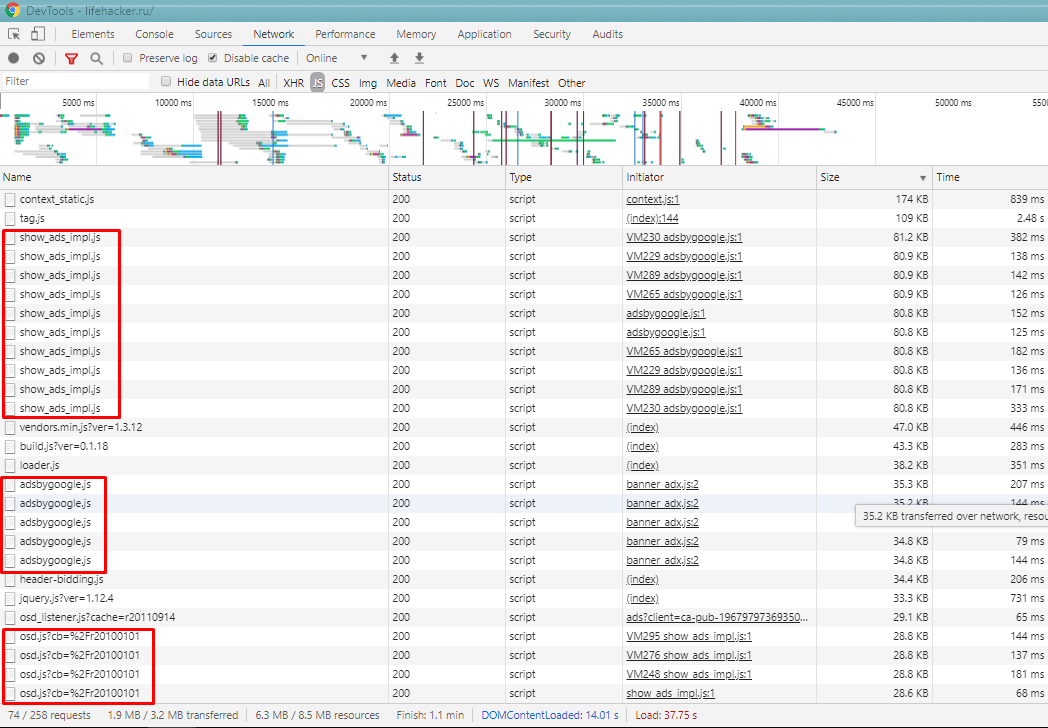 DevTools - lifehacker.ru/
Elements Console Sources Network Performance Memory Application Security Audits
Preserve log Disable cache Online
Filter Hide data URLs All XHR JS CSS Img Media Font Doc WS Manifest Other
5000 ms 10000 ms 15000 ms 20000 ms 25000 ms 30000 ms 35000 ms 40000 ms 45000 ms 50000 ms 550
Name Status Type Initiator Size Time
context_static.js 200 script context.js:1 174 KB 839 ms
tag.js 200 script (index):144 109 KB 2.48 s
show_ads_impl.js 200 script VM230 adsbygoogle.js:1 81.2 KB 382 ms
show_ads_impl.js 200 script VM229 adsbygoogle.js:1 80.9 KB 138 ms
show_ads_impl.js 200 script VM289 adsbygoogle.js:1 80.9 KB 142 ms
show_ads_impl.js 200 script VM265 adsbygoogle.js:1 80.9 KB 126 ms
show_ads_impl.js 200 script adsbygoogle.js:1 80.8 KB 152 ms
show_ads_impl.js 200 script adsbygoogle.js:1 80.8 KB 125 ms
show_ads_impl.js 200 script VM265 adsbygoogle.js:1 80.8 KB 182 ms
show_ads_impl.js 200 script VM229 adsbygoogle.js:1 80.8 KB 136 ms
show_ads_impl.js 200 script VM289 adsbygoogle.js:1 80.8 KB 171 ms
show_ads_impl.js 200 script VM230 adsbygoogle.js:1 80.8 KB 333 ms
vendors.min.js?ver=1.3.12 200 script (index) 47.0 KB 446 ms
build.js?ver=0.1.18 200 script (index) 43.3 KB 283 ms
loader.js 200 script (index) 38.2 KB 351 ms
adsbygoogle.js 200 script banner_adx.js:2 35.3 KB 207 ms
adsbygoogle.js 200 script banner_adx.js:2 35.2 KB 144 ms
adsbygoogle.js 200 script banner_adx.js:2
35.2 KB transferred over network, resou
adsbygoogle.js 200 script banner_adx.js:2 34.8 KB 79 ms
adsbygoogle.js 200 script banner_adx.js:2 34.8 KB 144 ms
header-bidding.js 200 script (index) 34.4 KB 206 ms
jquery.js?ver=1.12.4 200 script (index) 33.3 KB 731 ms
osd_listener.js?cache=r20110914 200 script ads?client=ca-pub-19679797369350... 29.1 KB 65 ms
osd.js?cb=%2Fr20100101 200 script VM295 show_ads_impl.js:1 28.8 KB 144 ms
osd.js?cb=%2Fr20100101 200 script VM276 show_ads_impl.js:1 28.8 KB 137 ms
osd.js?cb=%2Fr20100101 200 script VM248 show_ads_impl.js:1 28.8 KB 181 ms
osd.js?cb=%2Fr20100101 200 script show_ads_impl.js:1 28.6 KB 68 ms
74 / 258 requests 1.9 MB / 3.2 MB transferred 6.3 MB / 8.5 MB resources Finish: 1.1 min DOMContentLoaded: 14.01 s Load: 37.75 s